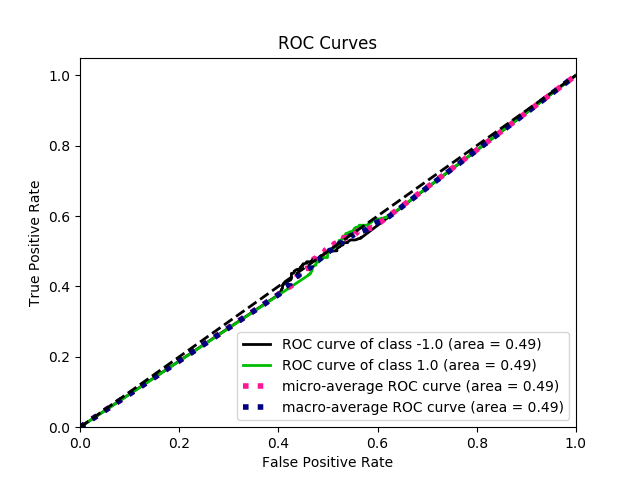 ROC Curves
True Positive Rate
1.0
0.8
0.6
0.4
0.2
0.0
ROC curve of class -1.0 (area = 0.49)
ROC curve of class 1.0 (area = 0.49)
micro-average ROC curve (area = 0.49)
macro-average ROC curve (area = 0.49)
0.0 0.2 0.4 0.6 0.8 1.0
False Positive Rate